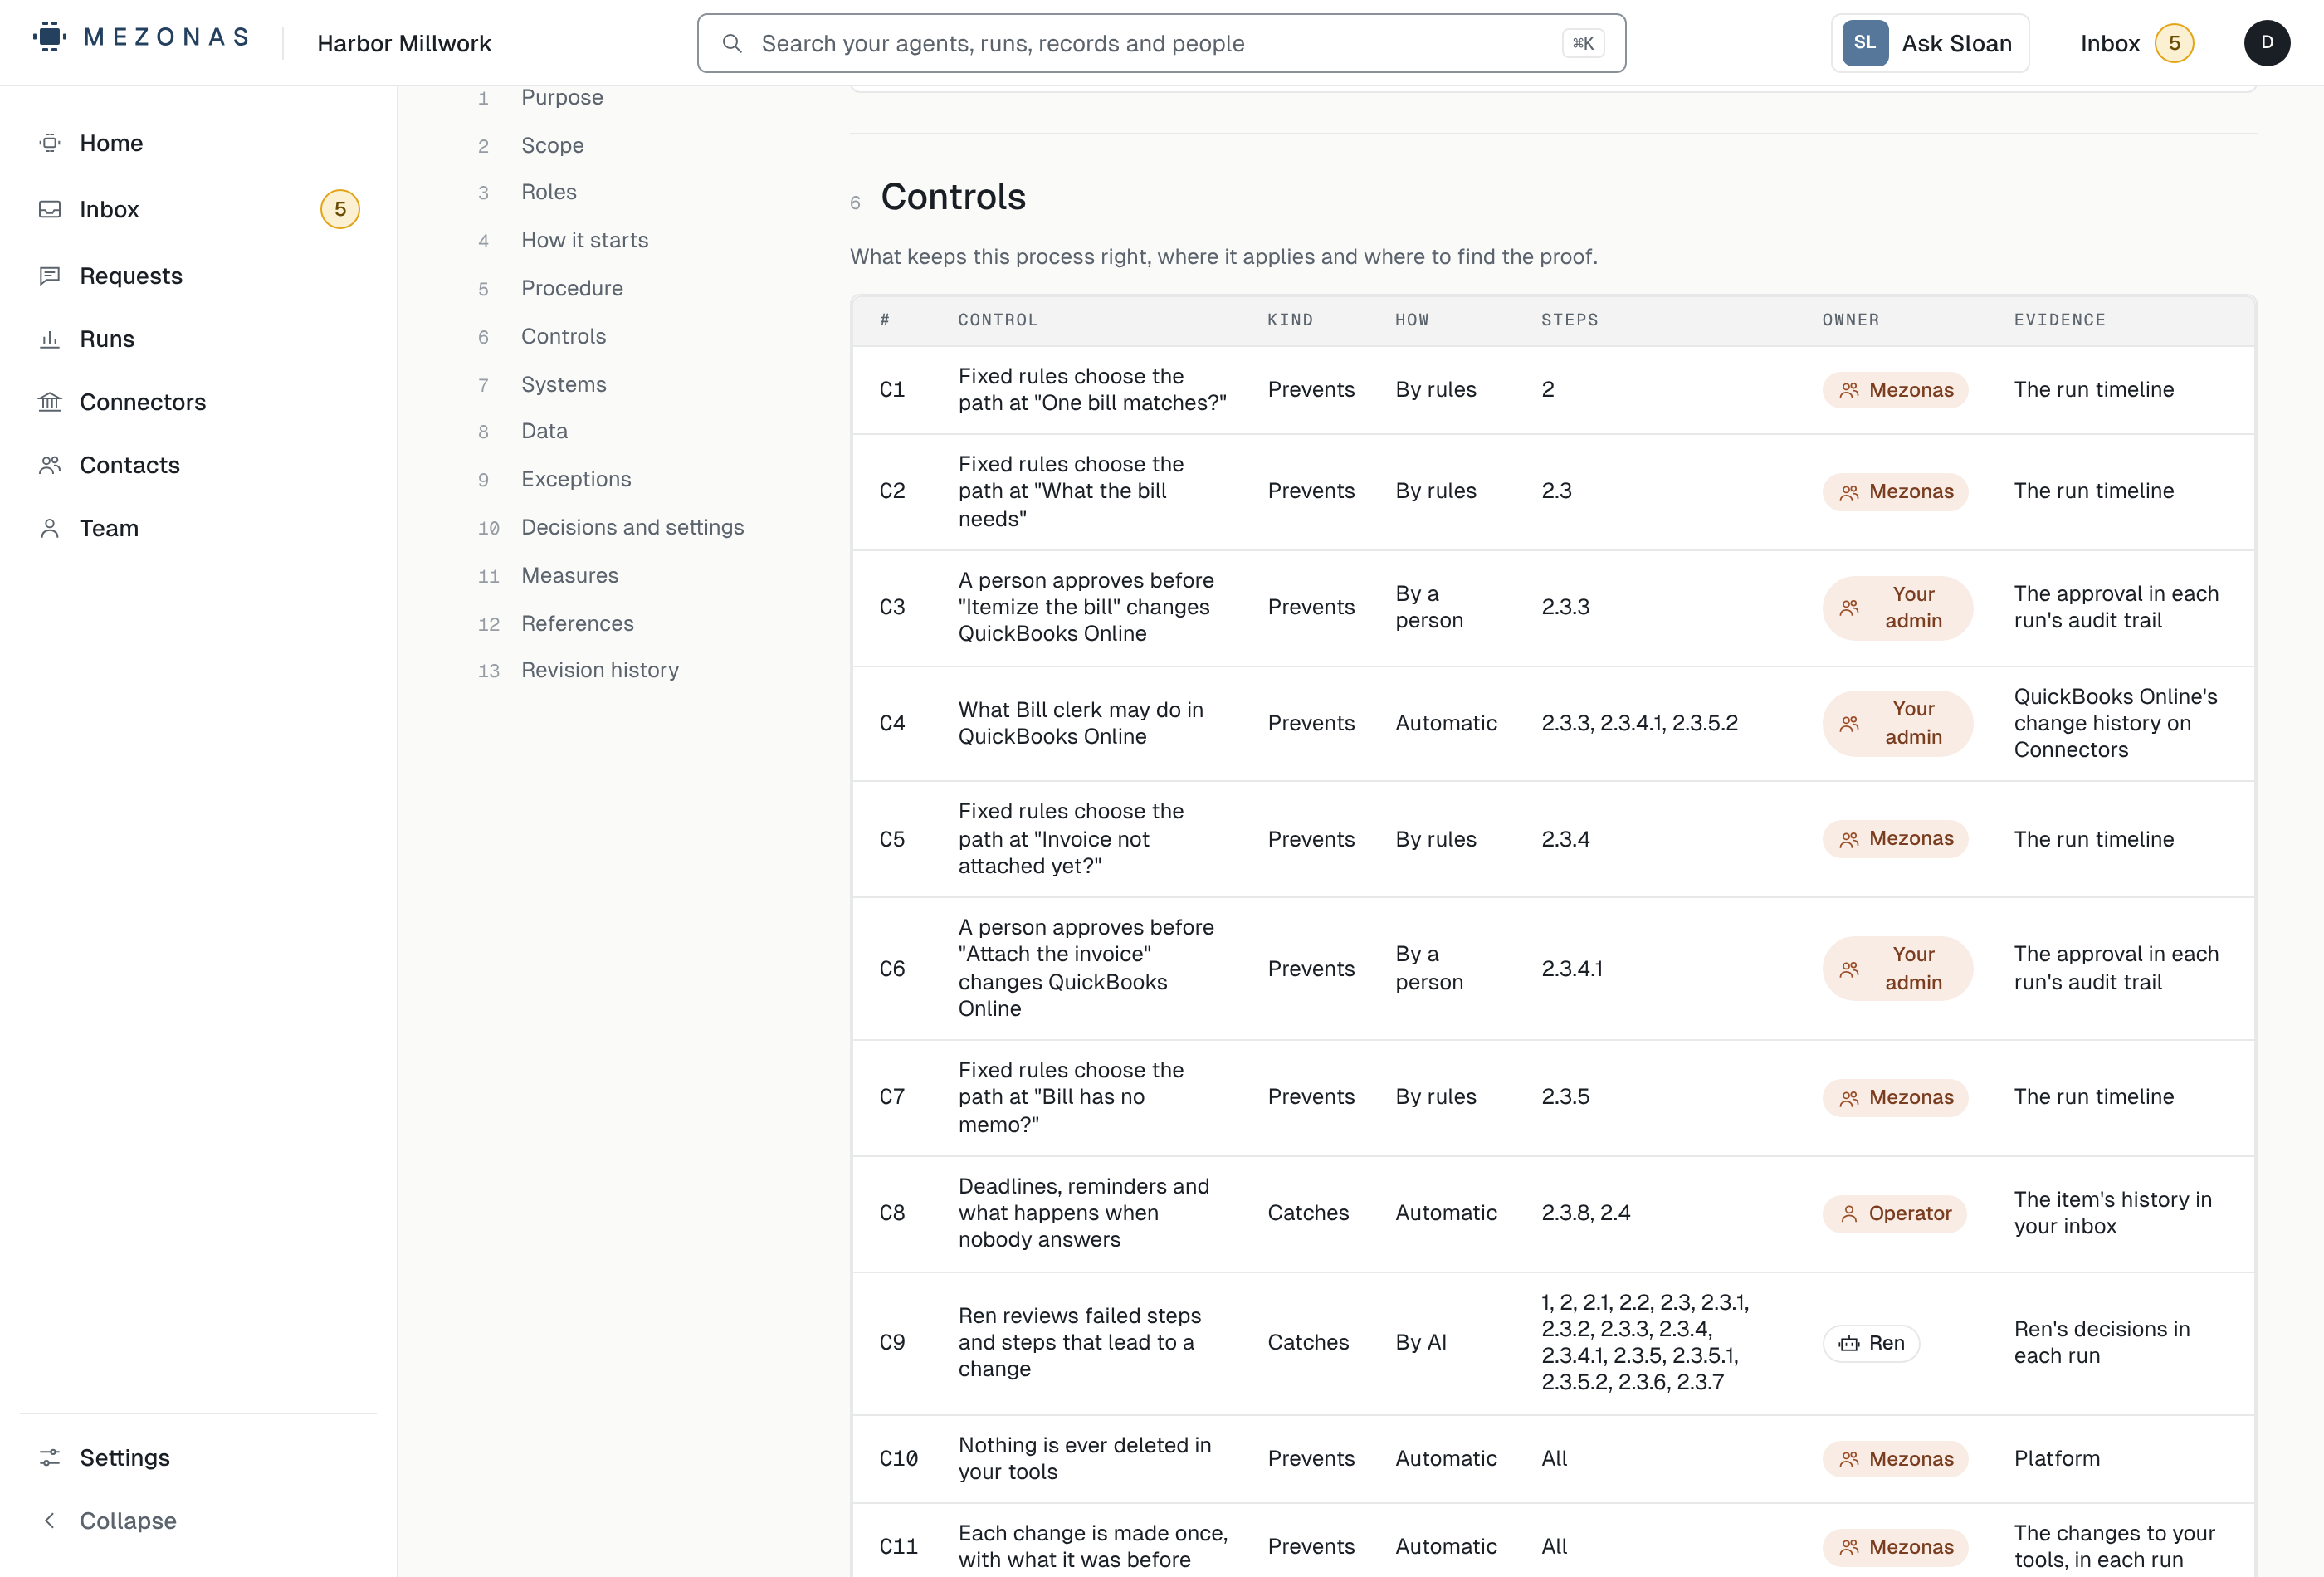 MEZONAS
Harbor Millwork
Search your agents, runs, records and people
⌘K
SL
Ask Sloan
Inbox
5
D
Home
Inbox
5
Requests
Runs
Connectors
Contacts
Team
Settings
Collapse
1 Purpose
2 Scope
3 Roles
4 How it starts
5 Procedure
6 Controls
7 Systems
8 Data
9 Exceptions
10 Decisions and settings
11 Measures
12 References
13 Revision history
6 Controls
What keeps this process right, where it applies and where to find the proof.
# CONTROL KIND HOW STEPS OWNER EVIDENCE
C1
Fixed rules choose the
path at "One bill matches?"
Prevents
By rules
2
Mezonas
The run timeline
C2
Fixed rules choose the
path at "What the bill
needs"
Prevents
By rules
2.3
Mezonas
The run timeline
C3
A person approves before
"Itemize the bill" changes
QuickBooks Online
Prevents
By a
person
2.3.3
Your
admin
The approval in each
run's audit trail
C4
What Bill clerk may do in
QuickBooks Online
Prevents
Automatic
2.3.3, 2.3.4.1, 2.3.5.2
Your
admin
QuickBooks Online's
change history on
Connectors
C5
Fixed rules choose the
path at "Invoice not
attached yet?"
Prevents
By rules
2.3.4
Mezonas
The run timeline
C6
A person approves before
"Attach the invoice"
changes QuickBooks
Online
Prevents
By a
person
2.3.4.1
Your
admin
The approval in each
run's audit trail
C7
Fixed rules choose the
path at "Bill has no
memo?"
Prevents
By rules
2.3.5
Mezonas
The run timeline
C8
Deadlines, reminders and
what happens when
nobody answers
Catches
Automatic
2.3.8, 2.4
Operator
The item's history in
your inbox
C9
Ren reviews failed steps
and steps that lead to a
change
Catches
By AI
1, 2, 2.1, 2.2, 2.3, 2.3.1,
2.3.2, 2.3.3, 2.3.4,
2.3.4.1, 2.3.5, 2.3.5.1,
2.3.5.2, 2.3.6, 2.3.7
Ren
Ren's decisions in
each run
C10
Nothing is ever deleted in
your tools
Prevents
Automatic
All
Mezonas
Platform
C11
Each change is made once,
with what it was before
Prevents
Automatic
All
Mezonas
The changes to your
tools, in each run